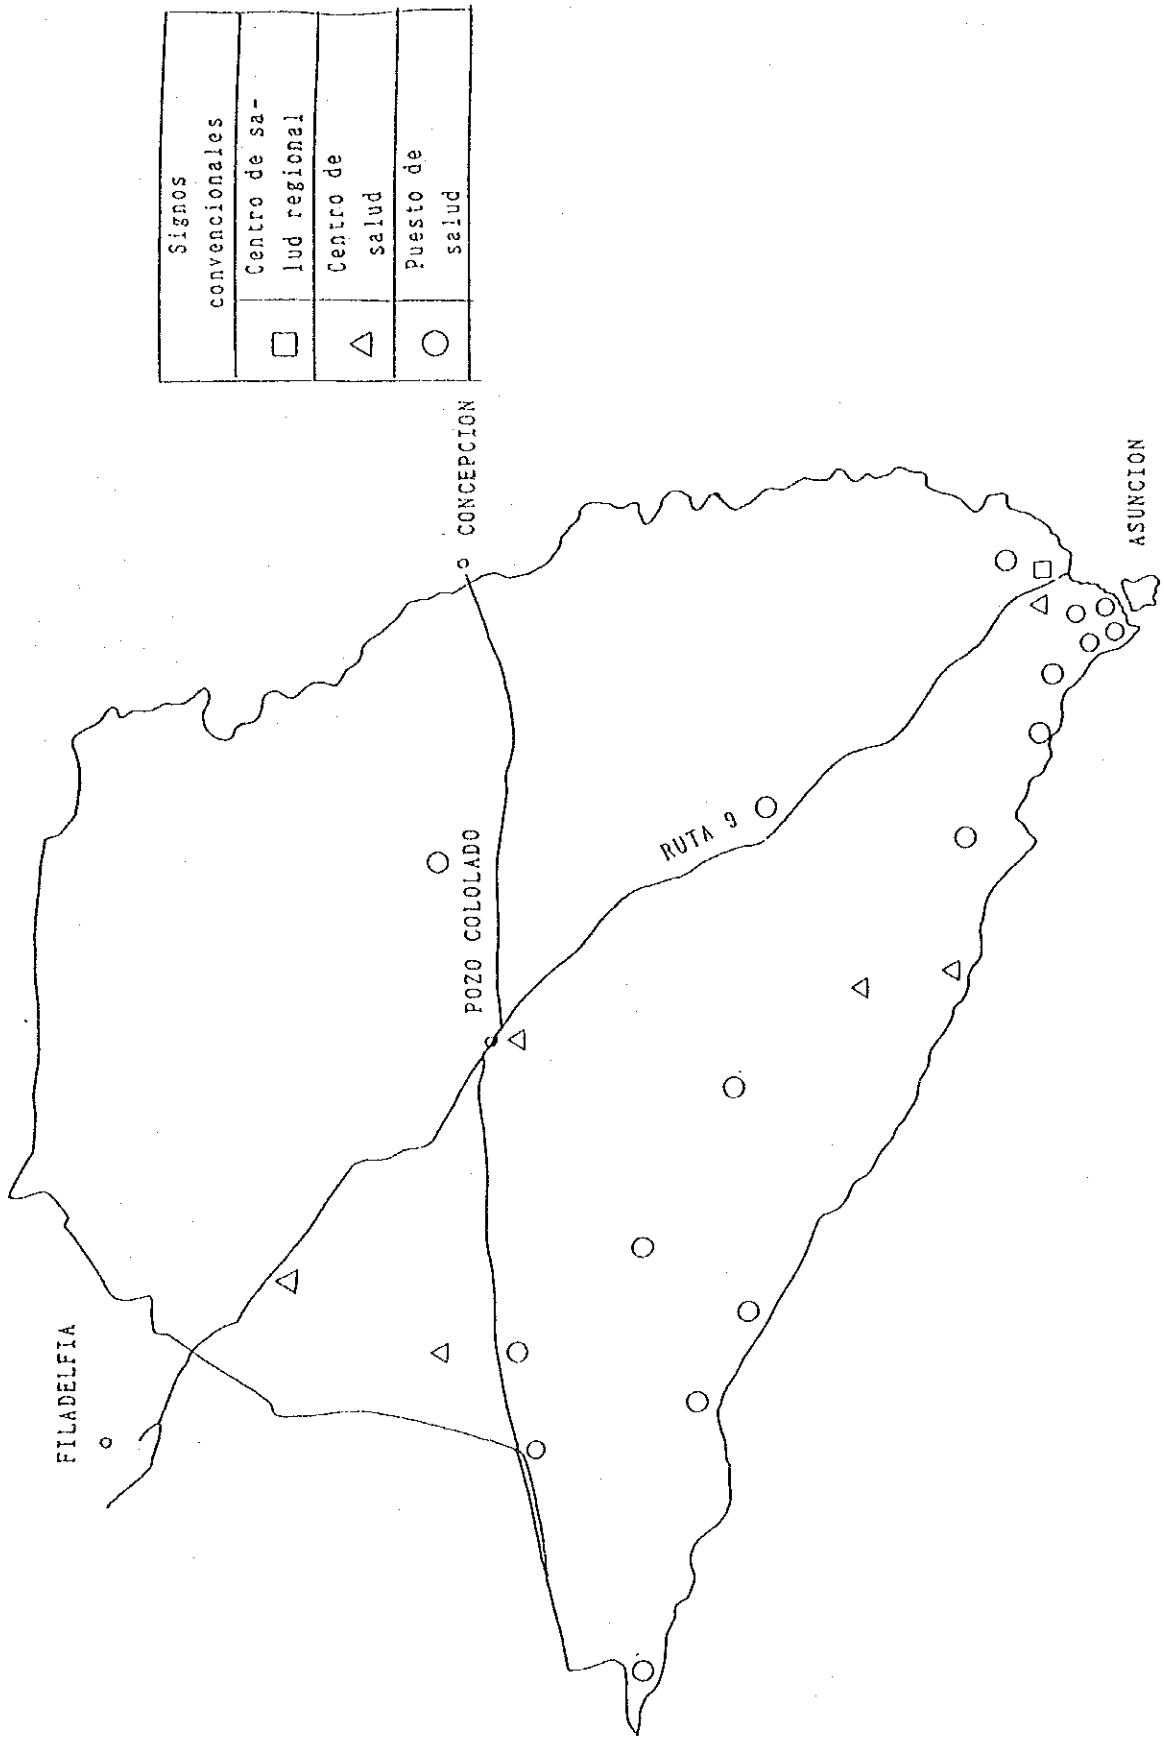 Signos
convencionales
Centro de sa-
lud regional
Centro de
salud
Puesto de
salud
FILADELFIA
POZO COLOLADO
CONCEPCION
RUTA 9
ASUNCION